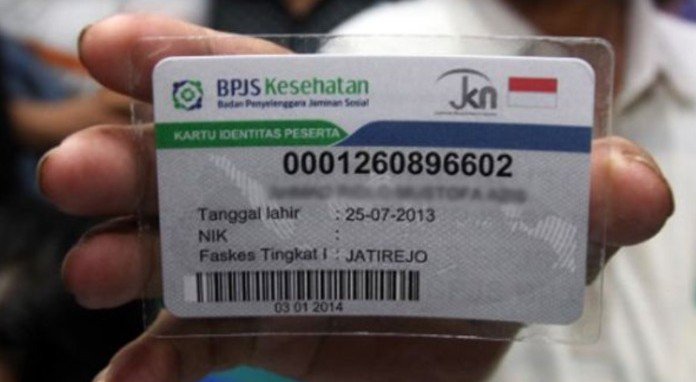 BPJS Kesehatan
Badan Penyelenggara Jaminan Sosial
jkn
KARTU IDENTITAS PESERTA
0001260896602
Tanggal lahir : 25-07-2013
NIK :
Faskes Tingkat I : JATIREJO
03 01 2014